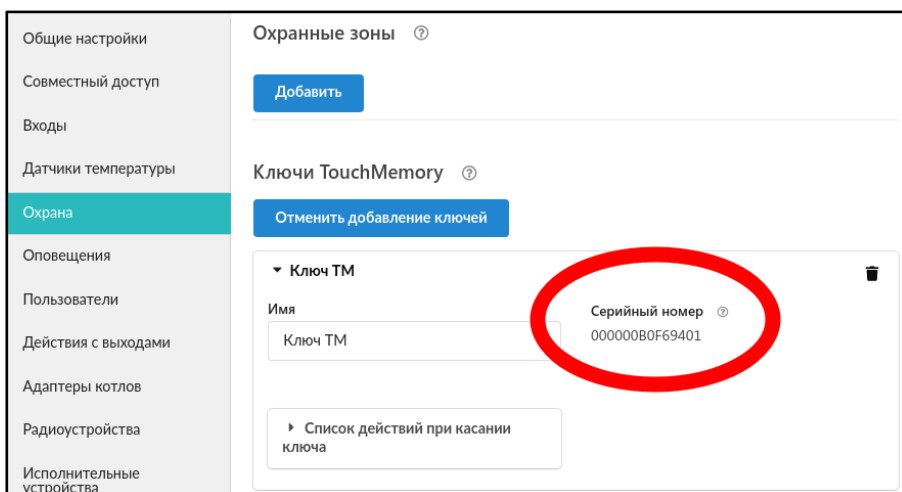 Общие настройки
Совместный доступ
Входы
Датчики температуры
Охрана
Оповещения
Пользователи
Действия с выходами
Адаптеры котлов
Радиоустройства
Исполнительные
устройства
Охранные зоны
Добавить
Ключи TouchMemory
Отменить добавление ключей
Ключ ТМ
Имя
Ключ ТМ
Серийный номер
000000B0F69401
Список действий при касании
ключа